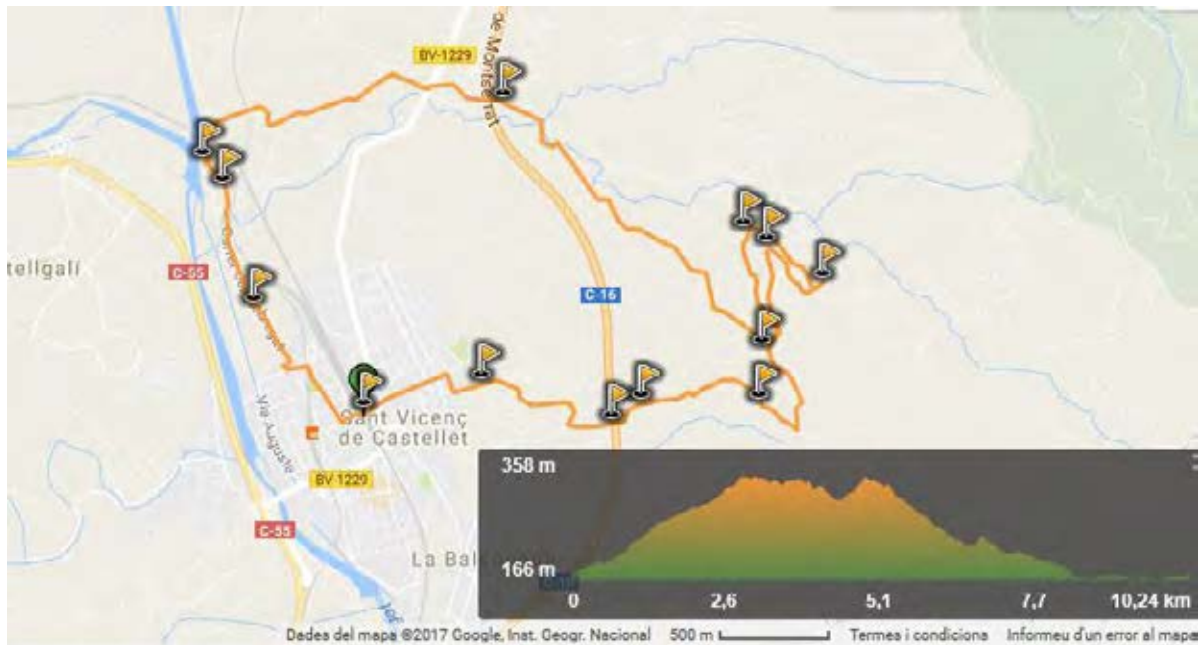 BV-1229
de Montserrat
tellgalí
C-55
C-16
Sant Vicenç
de Castellet
Via Augusta
BV-1229
C-55
La Bal
358 m
166 m
0 2,6 5,1 7,7 10,24 km
Dades del mapa ©2017 Google, Inst. Geogr. Nacional 500 m Termes i condicions Informeu d'un error al mapa